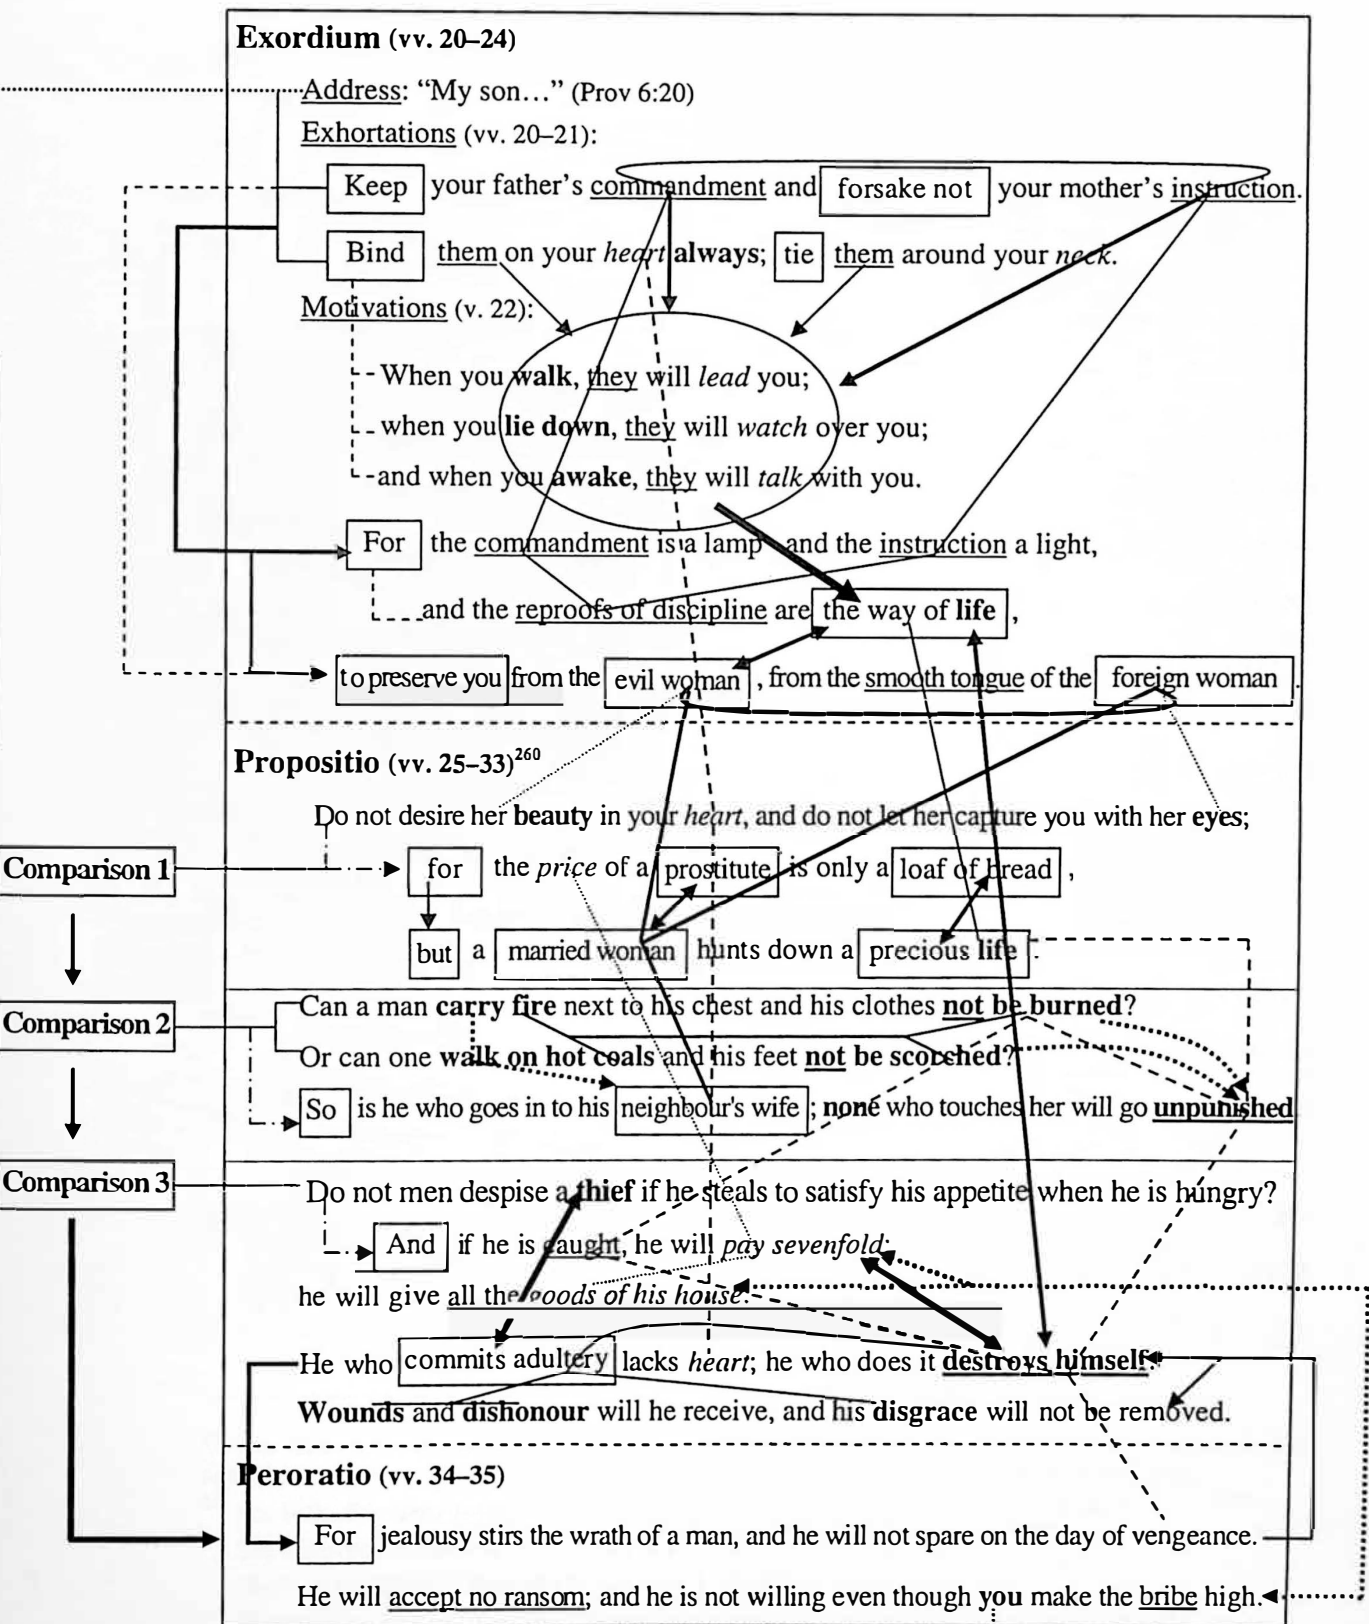 Exordium (vv. 20–24)
Address: “My son…” (Prov 6:20)
Exhortations (vv. 20–21):
Keep your father’s commandment and forsake not your mother’s instruction.
Bind them on your heart always; tie them around your neck.
Motivations (v. 22):
When you walk, they will lead you;
when you lie down, they will watch over you;
and when you awake, they will talk with you.
For the commandment is a lamp and the instruction a light,
and the reproofs of discipline are the way of life,
to preserve you from the evil woman, from the smooth tongue of the foreign woman.
Propositio (vv. 25–33)260
Do not desire her beauty in your heart, and do not let her capture you with her eyes;
Comparison 1 for the price of a prostitute is only a loaf of bread,
but a married woman hunts down a precious life.
Can a man carry fire next to his chest and his clothes not be burned?
Comparison 2
Or can one walk on hot coals and his feet not be scorched?
So is he who goes in to his neighbour's wife; none who touches her will go unpunished
Comparison 3 Do not men despise a thief if he steals to satisfy his appetite when he is hungry?
And if he is caught, he will pay sevenfold;
he will give all the goods of his house.
He who commits adultery lacks heart; he who does it destroys himself.
Wounds and dishonour will he receive, and his disgrace will not be removed.
Peroratio (vv. 34–35)
For jealousy stirs the wrath of a man, and he will not spare on the day of vengeance.
He will accept no ransom; and he is not willing even though you make the bribe high.